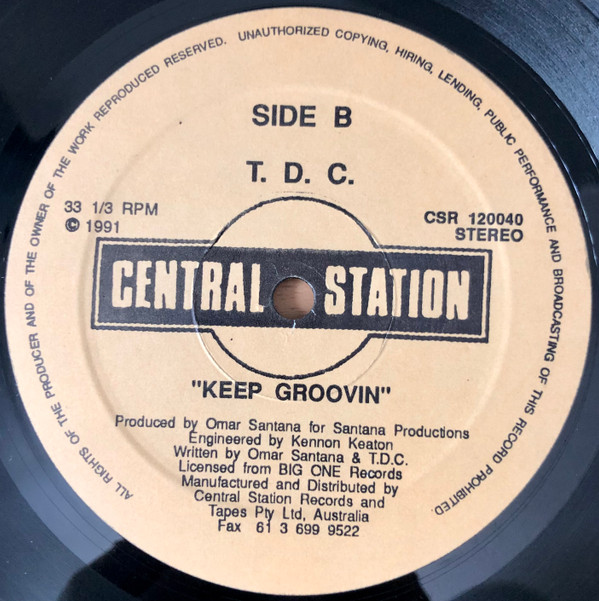 ALL RIGHTS OF THE PRODUCER AND OF THE OWNER OF THE WORK REPRODUCED RESERVED. UNAUTHORIZED COPYING, HIRING, LENDING, PUBLIC PERFORMANCE AND BROADCASTING OF THIS RECORD PROHIBITED.
SIDE B
T. D. C.
33 1/3 RPM
© 1991
CSR 120040
STEREO
CENTRAL STATION
"KEEP GROOVIN"
Produced by Omar Santana for Santana Productions
Engineered by Kennon Keaton
Written by Omar Santana & T.D.C.
Licensed from BIG ONE Records
Manufactured and Distributed by
Central Station Records and
Tapes Pty Ltd, Australia
Fax 61 3 699 9522